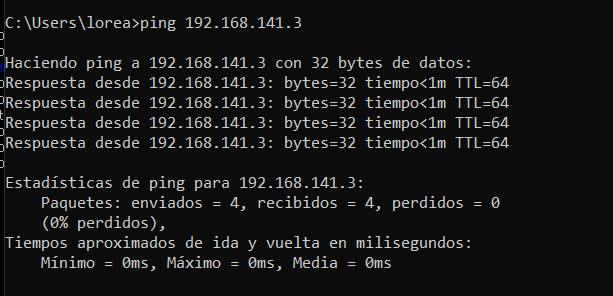 C:\Users\lorea>ping 192.168.141.3
Haciendo ping a 192.168.141.3 con 32 bytes de datos:
Respuesta desde 192.168.141.3: bytes=32 tiempo<1m TTL=64
Respuesta desde 192.168.141.3: bytes=32 tiempo<1m TTL=64
Respuesta desde 192.168.141.3: bytes=32 tiempo<1m TTL=64
Respuesta desde 192.168.141.3: bytes=32 tiempo<1m TTL=64
Estadísticas de ping para 192.168.141.3:
Paquetes: enviados = 4, recibidos = 4, perdidos = 0
(0% perdidos),
Tiempos aproximados de ida y vuelta en milisegundos:
Mínimo = 0ms, Máximo = 0ms, Media = 0ms